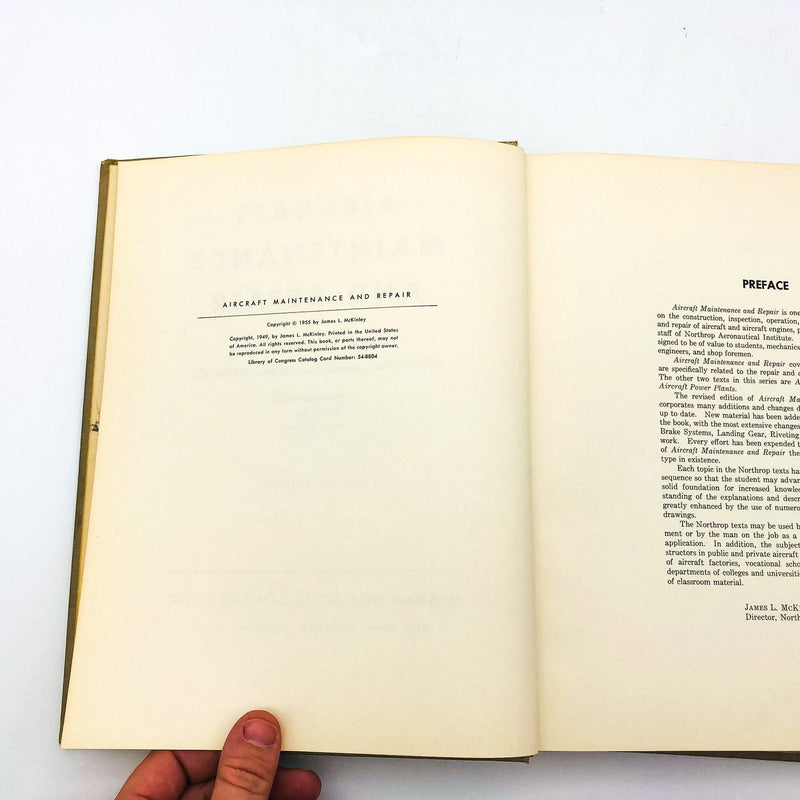 AIRCRAFT MAINTENANCE AND REPAIR
Copyright © 1955 by James L. McKinley
Copyright, 1949, by James L. McKinley. Printed in the United States
of America. All rights reserved. This book, or parts thereof, may not
be reproduced in any form without permission of the copyright owner.
Library of Congress Catalog Card Number: 54-8804
PREFACE
Aircraft Maintenance and Repair is one
on the construction, inspection, operation,
and repair of aircraft and aircraft engines, p
staff of Northrop Aeronautical Institute.
signed to be of value to students, mechanics
engineers, and shop foremen.
Aircraft Maintenance and Repair cov
are specifically related to the repair and
The other two texts in this series are A
Aircraft Power Plants.
The revised edition of Aircraft Ma
corporates many additions and changes d
up to date. New material has been adde
the book, with the most extensive changes
Brake Systems, Landing Gear, Riveting,
work. Every effort has been expended t
of Aircraft Maintenance and Repair the
type in existence.
Each topic in the Northrop texts ha
sequence so that the student may advan
solid foundation for increased knowled
standing of the explanations and descr
greatly enhanced by the use of numero
drawings.
The Northrop texts may be used b
ment or by the man on the job as a
application. In addition, the subject
structors in public and private aircraft
of aircraft factories, vocational scho
departments of colleges and universitie
of classroom material.
JAMES L. McK
Director, North